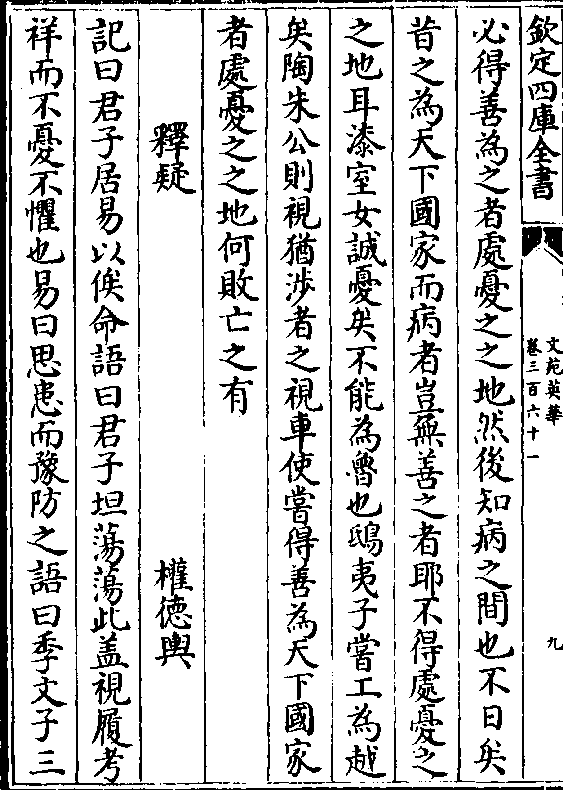 欽定四庫全書
文苑英華
卷三百六十一
九
必得善為之者處憂之之地然後知病之間也不日矣
昔之為天下國家而病者豈無善之者耶不得處憂之
之地耳漆室女誠憂矣不能為魯也鴟夷子嘗工為越
矣陶朱公則視猶涉者之視車使嘗得善為天下國家
者處憂之之地何敗亡之有
釋疑 權德輿
記曰君子居易以俟命語曰君子坦蕩蕩此盖視履考
祥而不憂不懼也易曰思患而豫防之語曰季文子三